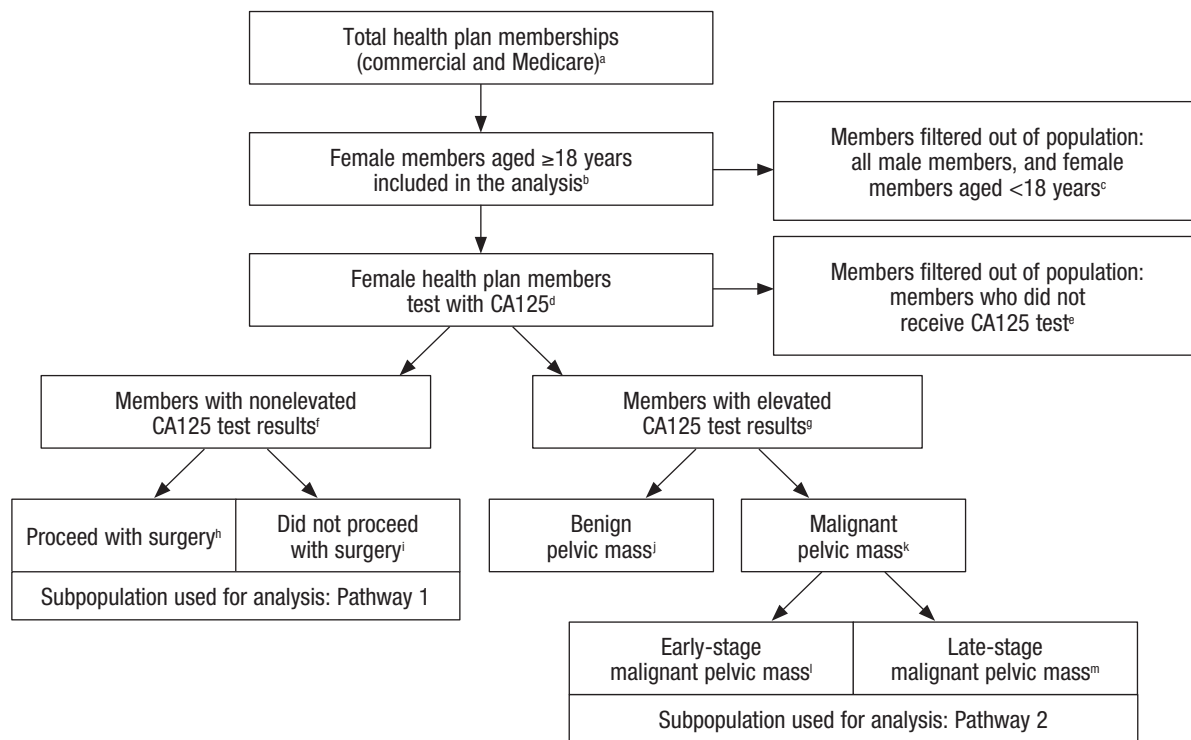 Total health plan memberships
(commercial and Medicare)ᵃ
Female members aged ≥18 years
included in the analysisᵇ
Members filtered out of population:
all male members, and female
members aged <18 yearsᶜ
Female health plan members
test with CA125ᵈ
Members filtered out of population:
members who did not
receive CA125 testᵉ
Members with nonelevated
CA125 test resultsᶠ
Members with elevated
CA125 test resultsᵍ
Proceed with surgeryʰ
Did not proceed
with surgeryⁱ
Subpopulation used for analysis: Pathway 1
Benign
pelvic massʲ
Malignant
pelvic massᵏ
Early-stage
malignant pelvic massˡ
Late-stage
malignant pelvic massᵐ
Subpopulation used for analysis: Pathway 2